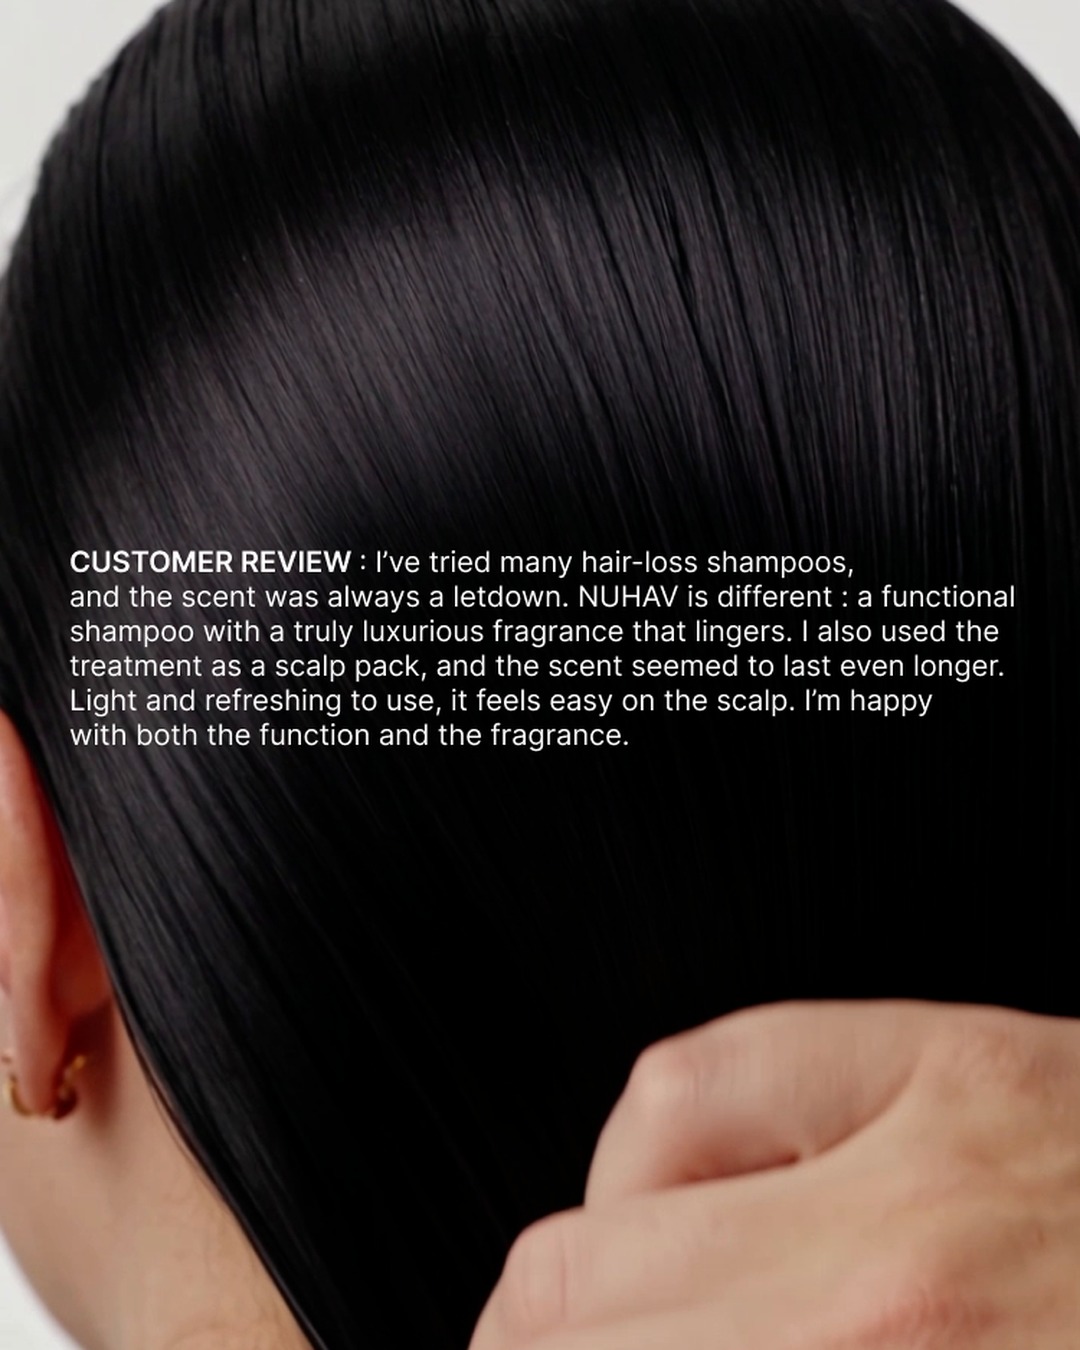 CUSTOMER REVIEW : I’ve tried many hair-loss shampoos,
and the scent was always a letdown. NUHAV is different : a functional
shampoo with a truly luxurious fragrance that lingers. I also used the
treatment as a scalp pack, and the scent seemed to last even longer.
Light and refreshing to use, it feels easy on the scalp. I’m happy
with both the function and the fragrance.